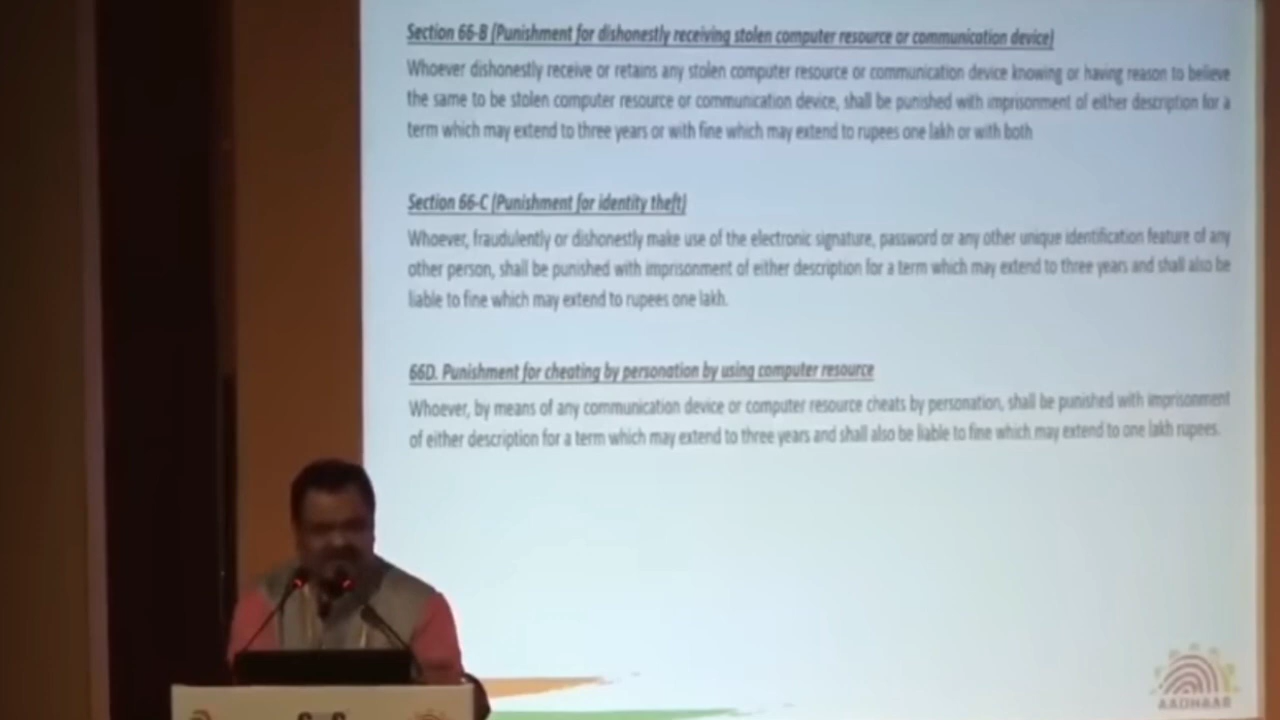 Section 66-B (Punishment for dishonestly receiving stolen computer resource or communication device)
Whoever dishonestly receive or retains any stolen computer resource or communication device knowing or having reason to believe
the same to be stolen computer resource or communication device, shall be punished with imprisonment of either description for a
term which may extend to three years or with fine which may extend to rupees one lakh or with both
Section 66-C (Punishment for identity theft)
Whoever, fraudulently or dishonestly make use of the electronic signature, password or any other unique identification feature of any
other person, shall be punished with imprisonment of either description for a term which may extend to three years and shall also be
liable to fine which may extend to rupees one lakh.
66D. Punishment for cheating by personation by using computer resource
Whoever, by means of any communication device or computer resource cheats by personation, shall be punished with imprisonment
of either description for a term which may extend to three years and shall also be liable to fine which may extend to one lakh rupees.
AADHAAR